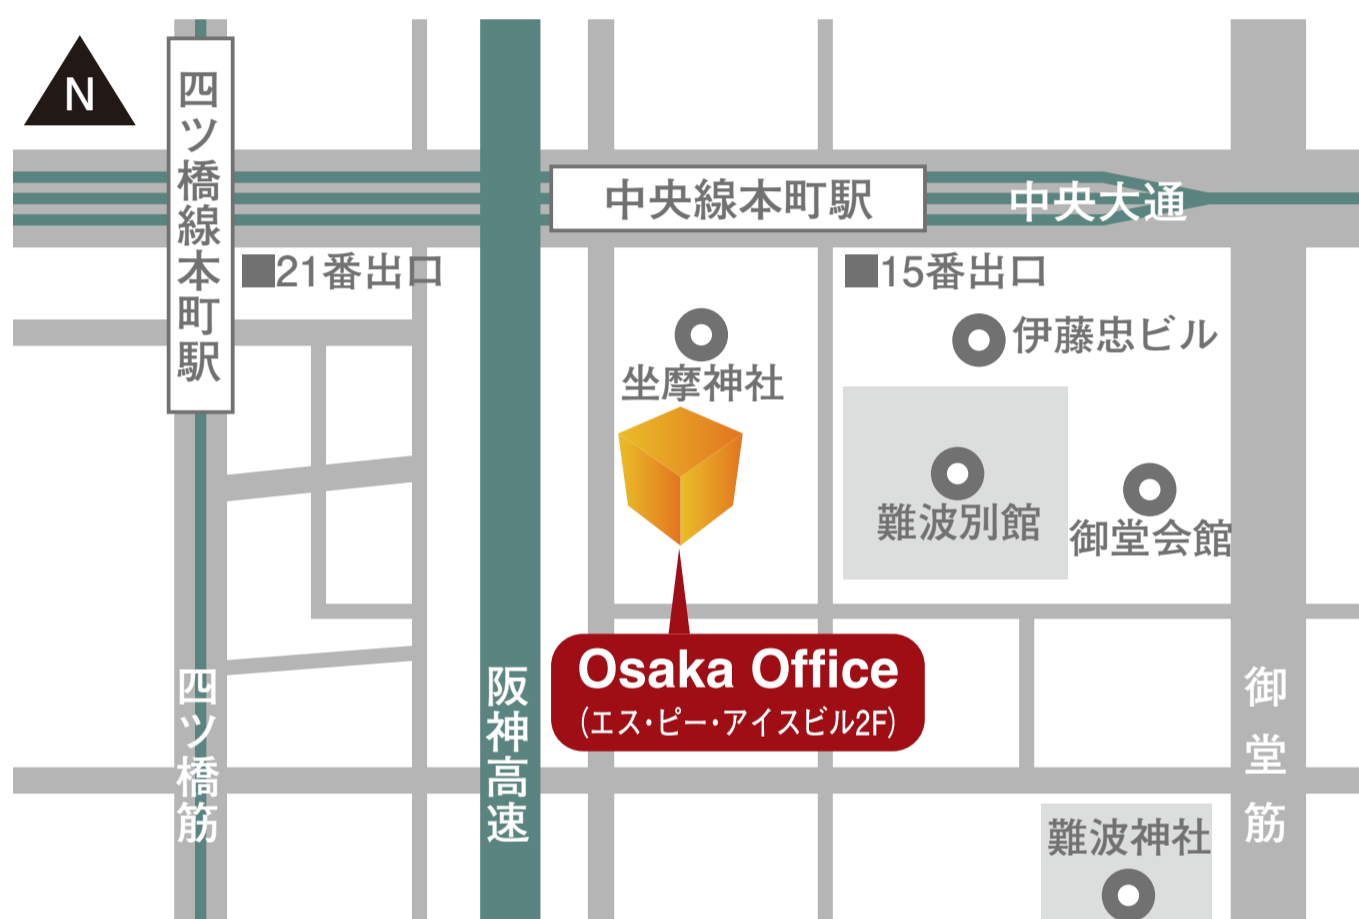 N
四ツ橋線本町駅
中央線本町駅
中央大通
■21番出口
■15番出口
伊藤忠ビル
坐摩神社
難波別館
御堂会館
Osaka Office
(エス・ピー・アイスビル2F)
四ツ橋筋
阪神高速
御堂筋
難波神社